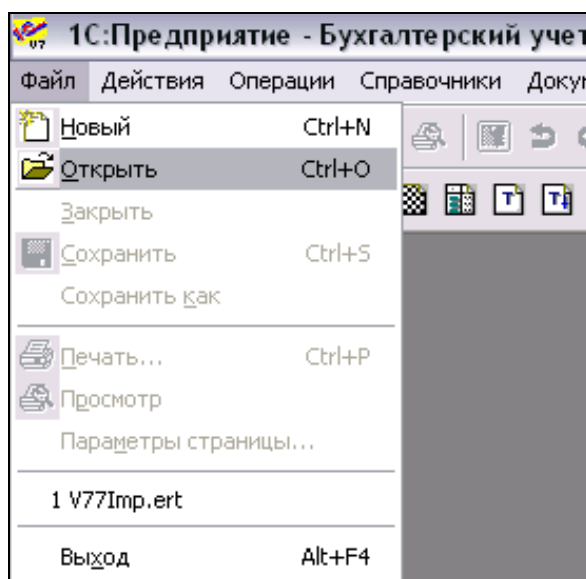 1С:Предприятие - Бухгалтерский учет
Файл Действия Операции Справочники
Новый Ctrl+N
Открыть Ctrl+O
Закрыть
Сохранить Ctrl+S
Сохранить как
Печать... Ctrl+P
Просмотр
Параметры страницы...
1 V77Imp.ert
Выход Alt+F4